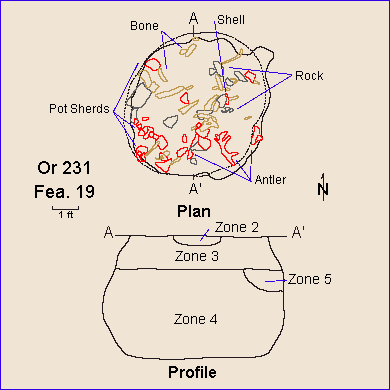 A
Shell
Bone
Rock
Pot Sherds
Or 231
Fea. 19
1 ft
Antler
A'
N
Plan
A
A'
Zone 2
Zone 3
Zone 5
Zone 4
Profile